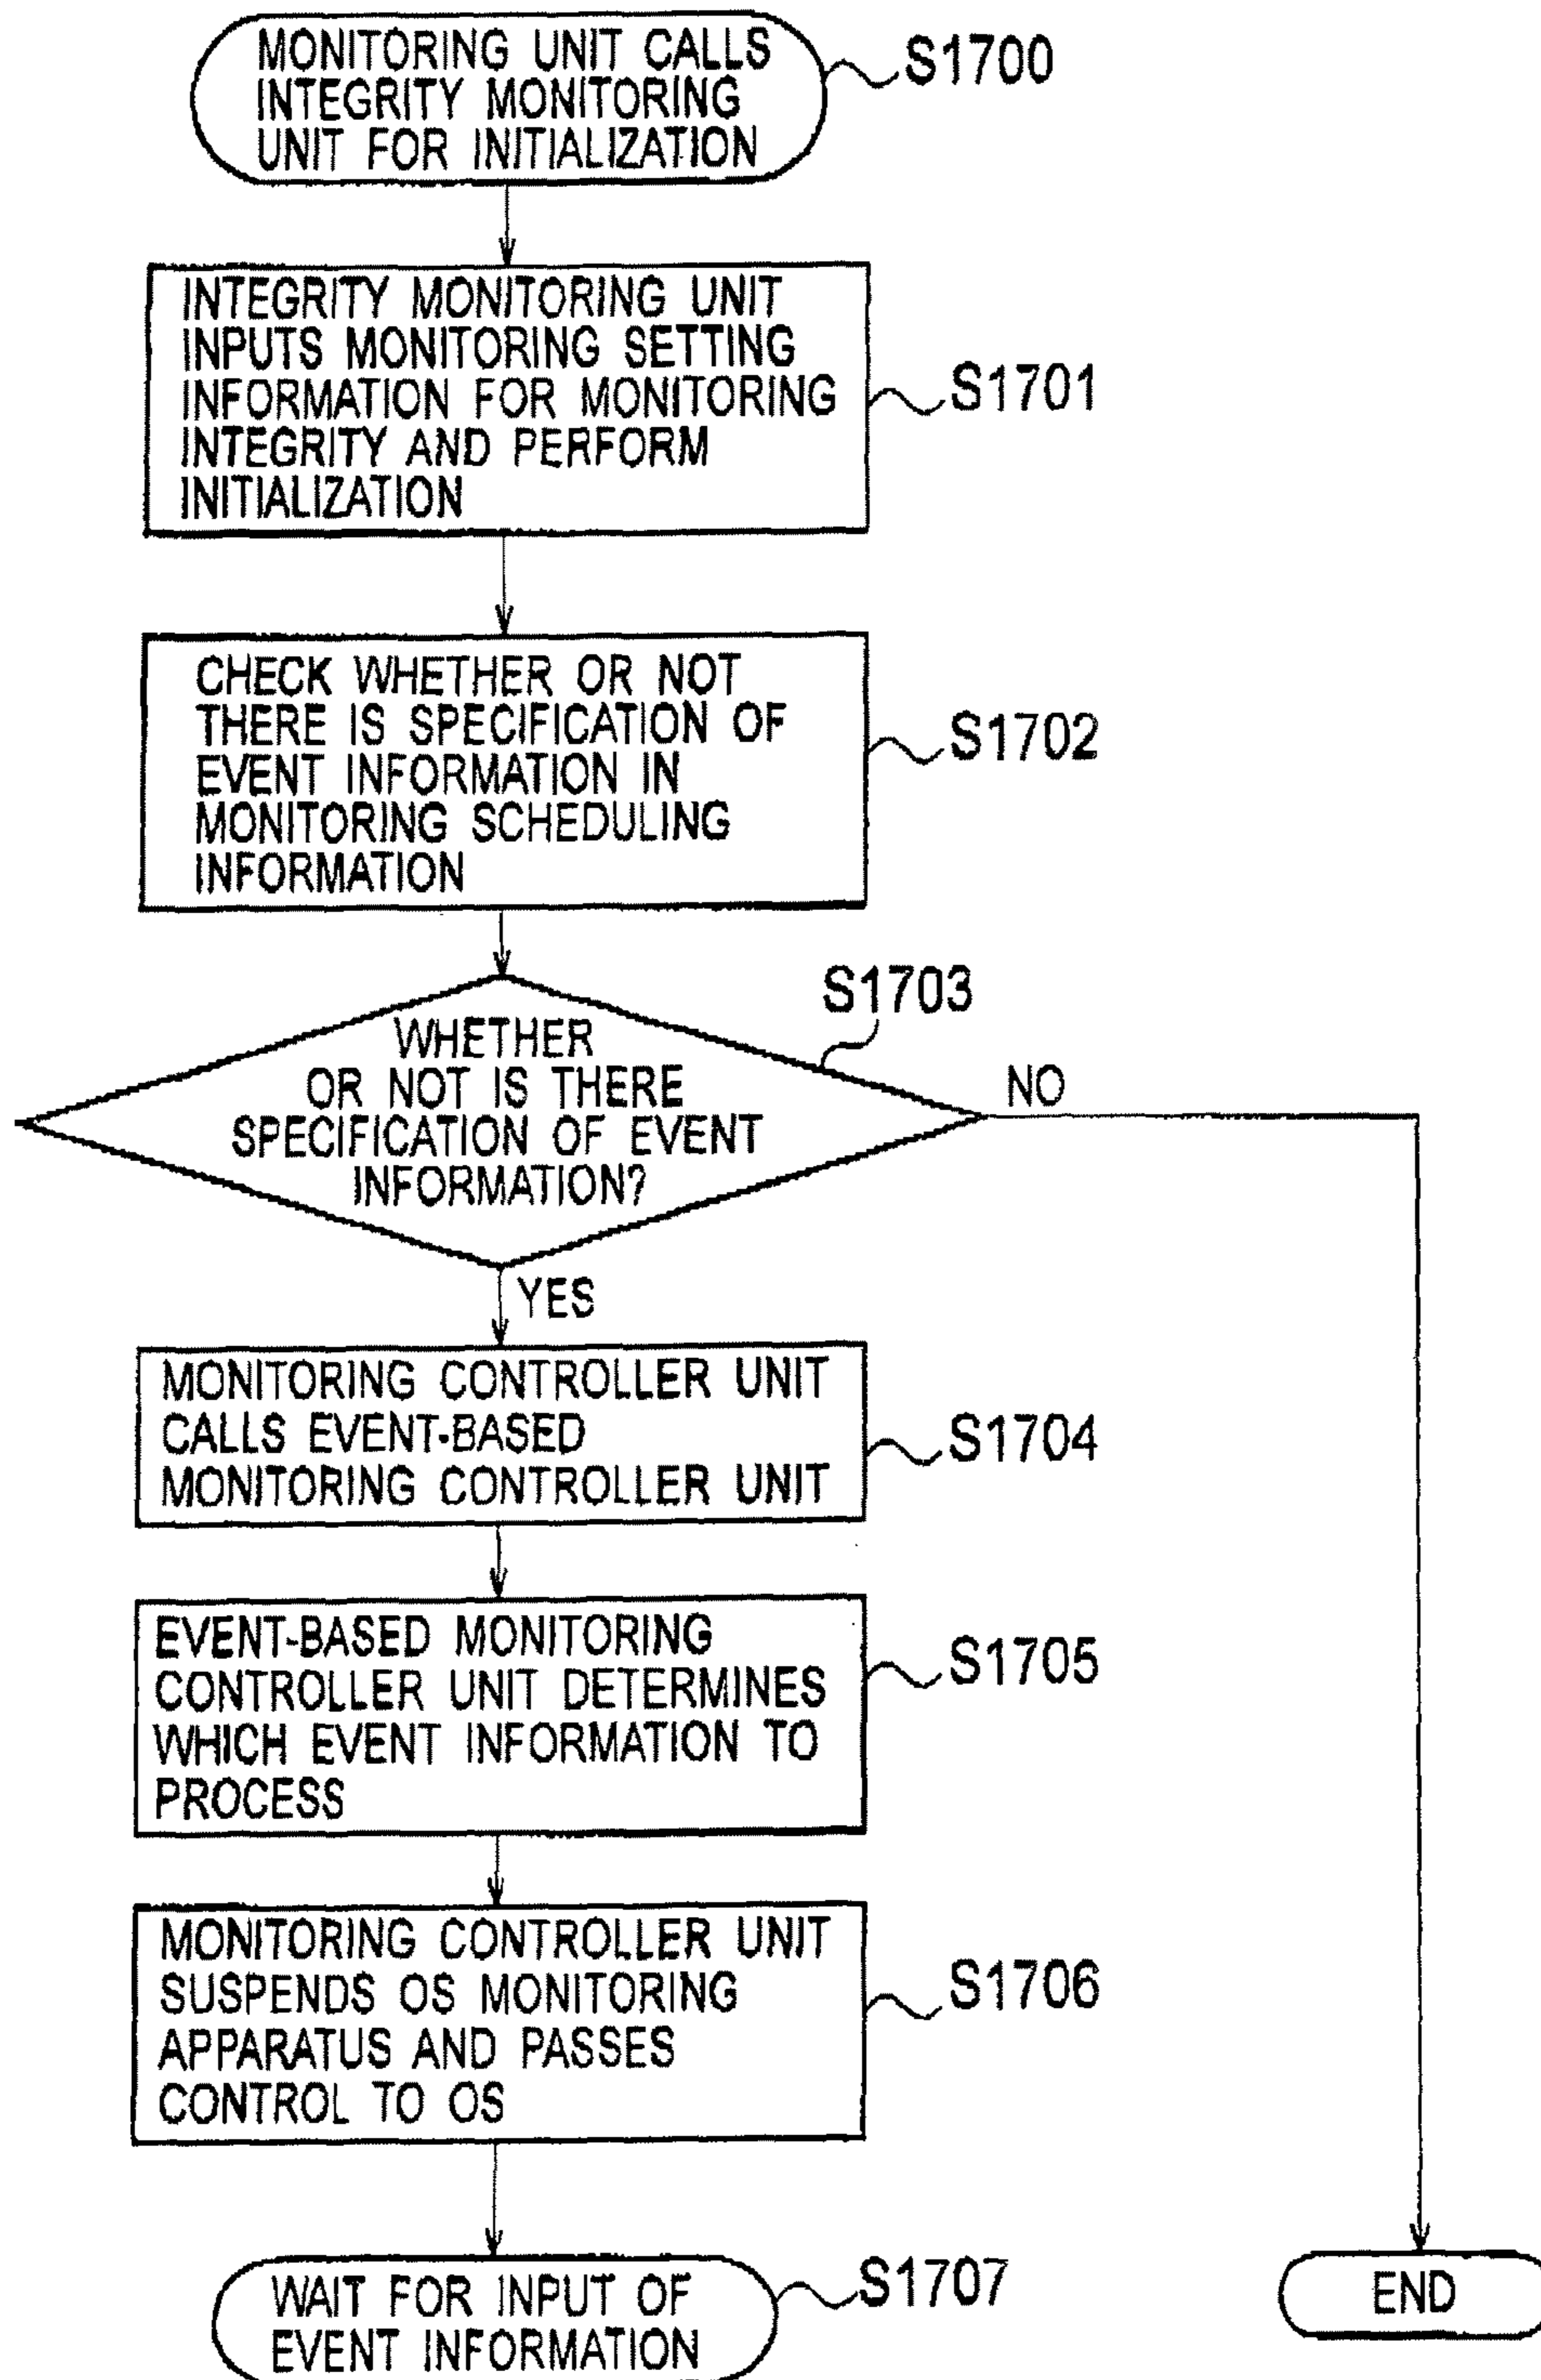 MONITORING UNIT CALLS
INTEGRITY MONITORING
UNIT FOR INITIALIZATION
S1700
INTEGRITY MONITORING UNIT
INPUTS MONITORING SETTING
INFORMATION FOR MONITORING
INTEGRITY AND PERFORM
INITIALIZATION
S1701
CHECK WHETHER OR NOT
THERE IS SPECIFICATION OF
EVENT INFORMATION IN
MONITORING SCHEDULING
INFORMATION
S1702
S1703
WHETHER
OR NOT IS THERE
SPECIFICATION OF EVENT
INFORMATION?
NO
YES
MONITORING CONTROLLER UNIT
CALLS EVENT-BASED
MONITORING CONTROLLER UNIT
S1704
EVENT-BASED MONITORING
CONTROLLER UNIT DETERMINES
WHICH EVENT INFORMATION TO
PROCESS
S1705
MONITORING CONTROLLER UNIT
SUSPENDS OS MONITORING
APPARATUS AND PASSES
CONTROL TO OS
S1706
WAIT FOR INPUT OF
EVENT INFORMATION
S1707
END